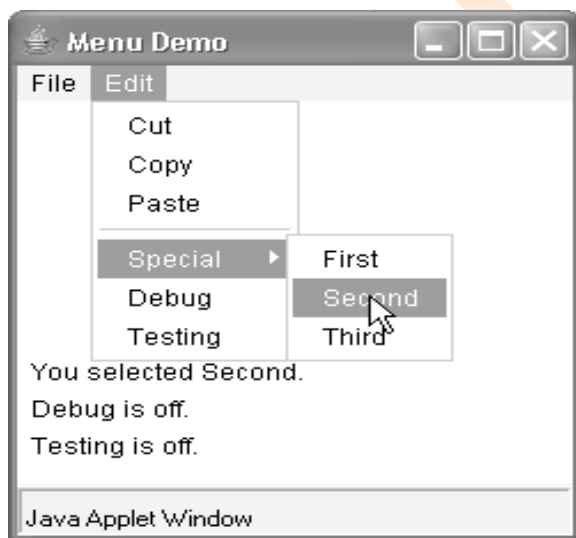 Menu Demo
File Edit
Cut
Copy
Paste
Special First
Debug Second
Testing Third
You selected Second.
Debug is off.
Testing is off.
Java Applet Window